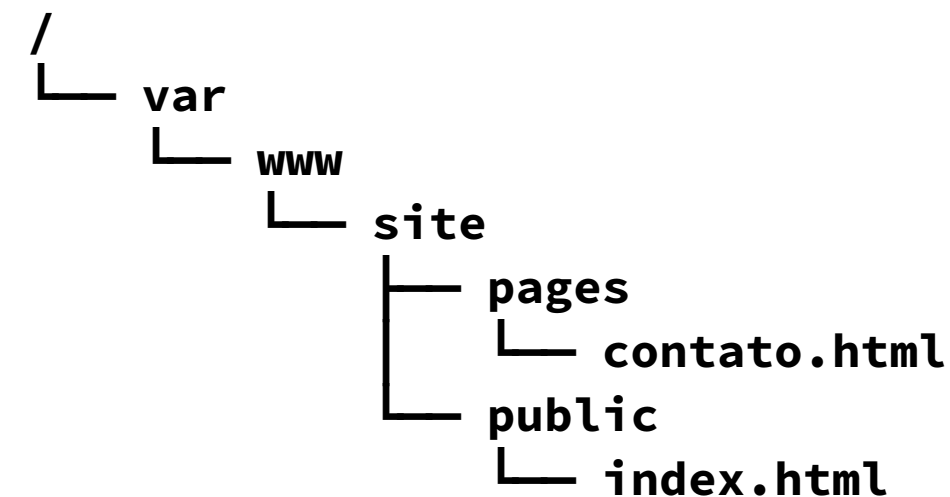 /
└── var
    └── www
        └── site
            ├── pages
            │   └── contato.html
            └── public
                └── index.html